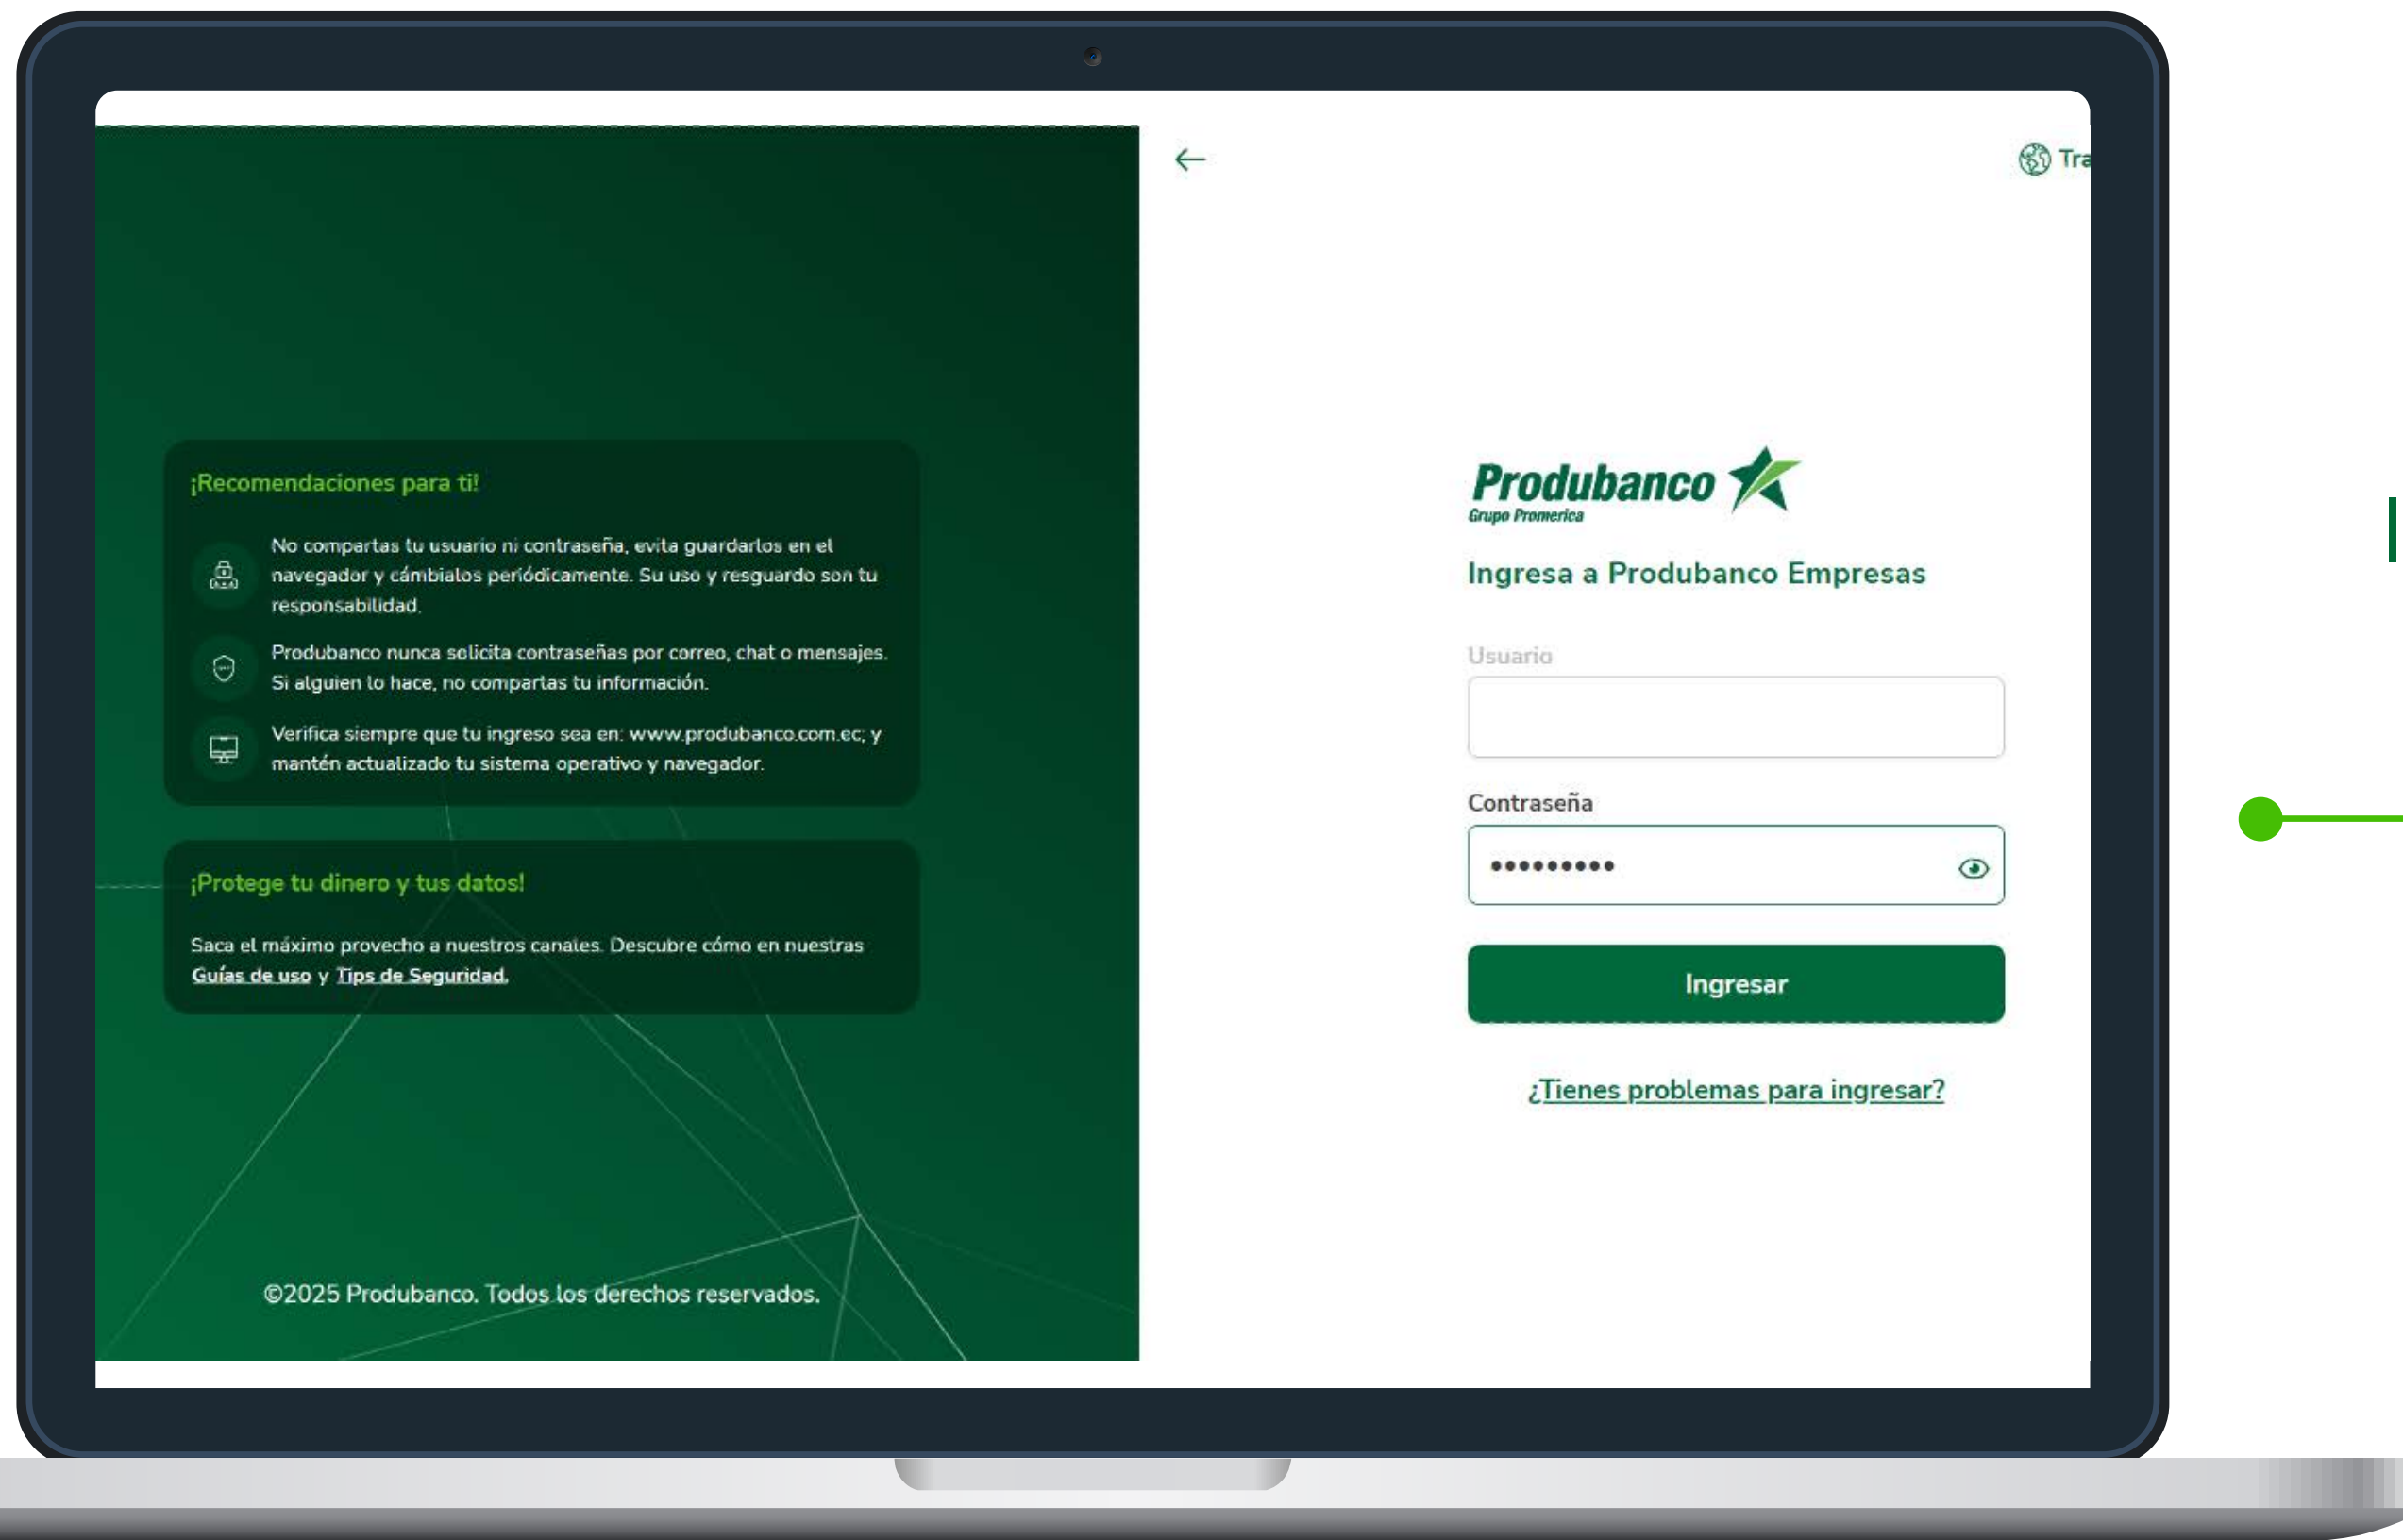 Tra
¡Recomendaciones para ti!
No compartas tu usuario ni contraseña, evita guardarlos en el
navegador y cámbialos periódicamente. Su uso y resguardo son tu
responsabilidad.
Produbanco nunca solicita contraseñas por correo, chat o mensajes.
Si alguien lo hace, no compartas tu información.
Verifica siempre que tu ingreso sea en: www.produbanco.com.ec; y
mantén actualizado tu sistema operativo y navegador.
¡Protege tu dinero y tus datos!
Saca el máximo provecho a nuestros canales. Descubre cómo en nuestras
Guías de uso y Tips de Seguridad.
©2025 Produbanco. Todos los derechos reservados.
Produbanco
Grupo Promerica
Ingresa a Produbanco Empresas
Usuario
Contraseña
•••••••••
Ingresar
¿Tienes problemas para ingresar?